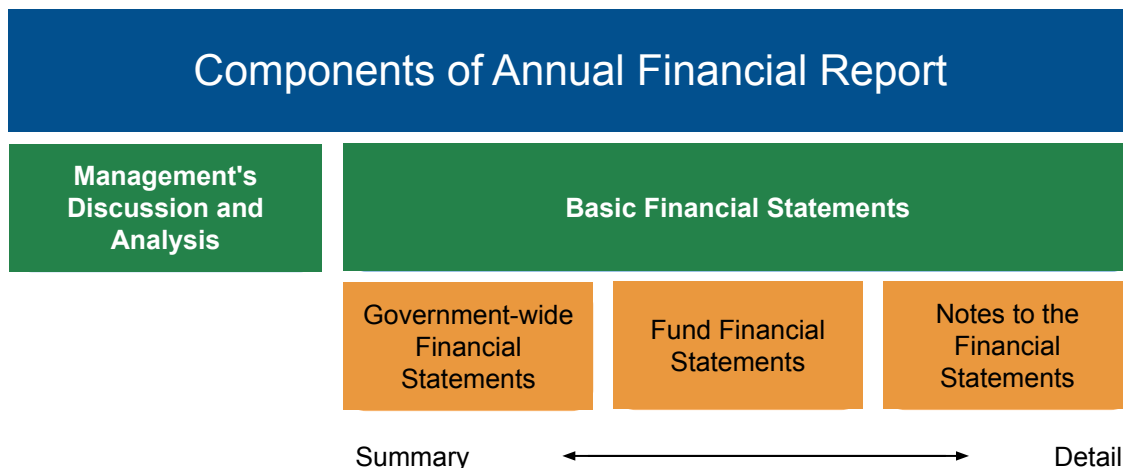 Components of Annual Financial Report
Management's
Discussion and
Analysis
Basic Financial Statements
Government-wide
Financial
Statements
Fund Financial
Statements
Notes to the
Financial
Statements
Summary
Detail